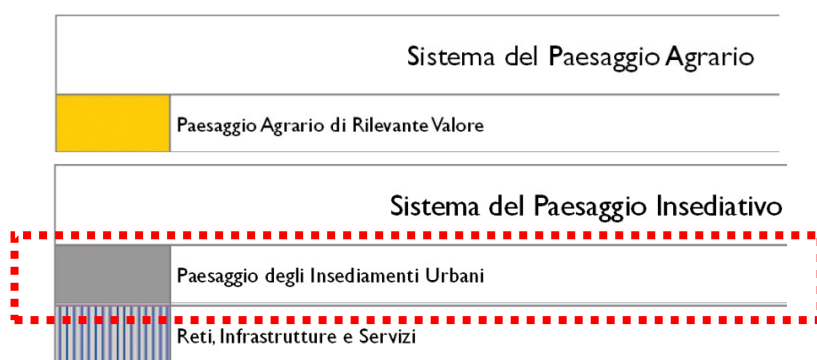 Sistema del Paesaggio Agrario
Paesaggio Agrario di Rilevante Valore
Sistema del Paesaggio Insediativo
Paesaggio degli Insediamenti Urbani
Reti, Infrastrutture e Servizi